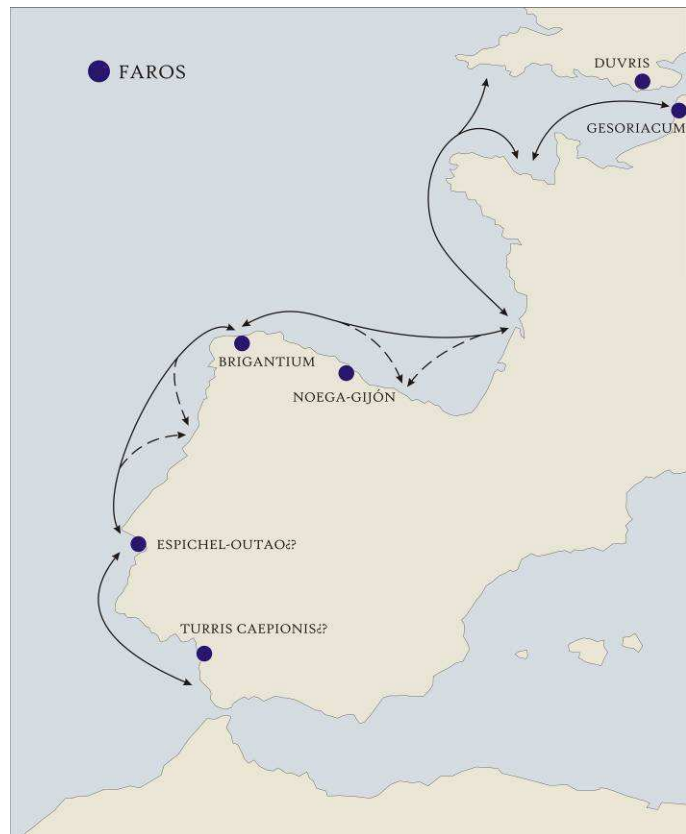 FAROS
DUVRIS
GESORIACUM
BRIGANTIUM
NOEGA-GIJÓN
ESPICHEL-OUTAO¿?
TURRIS CAEPIONIS¿?